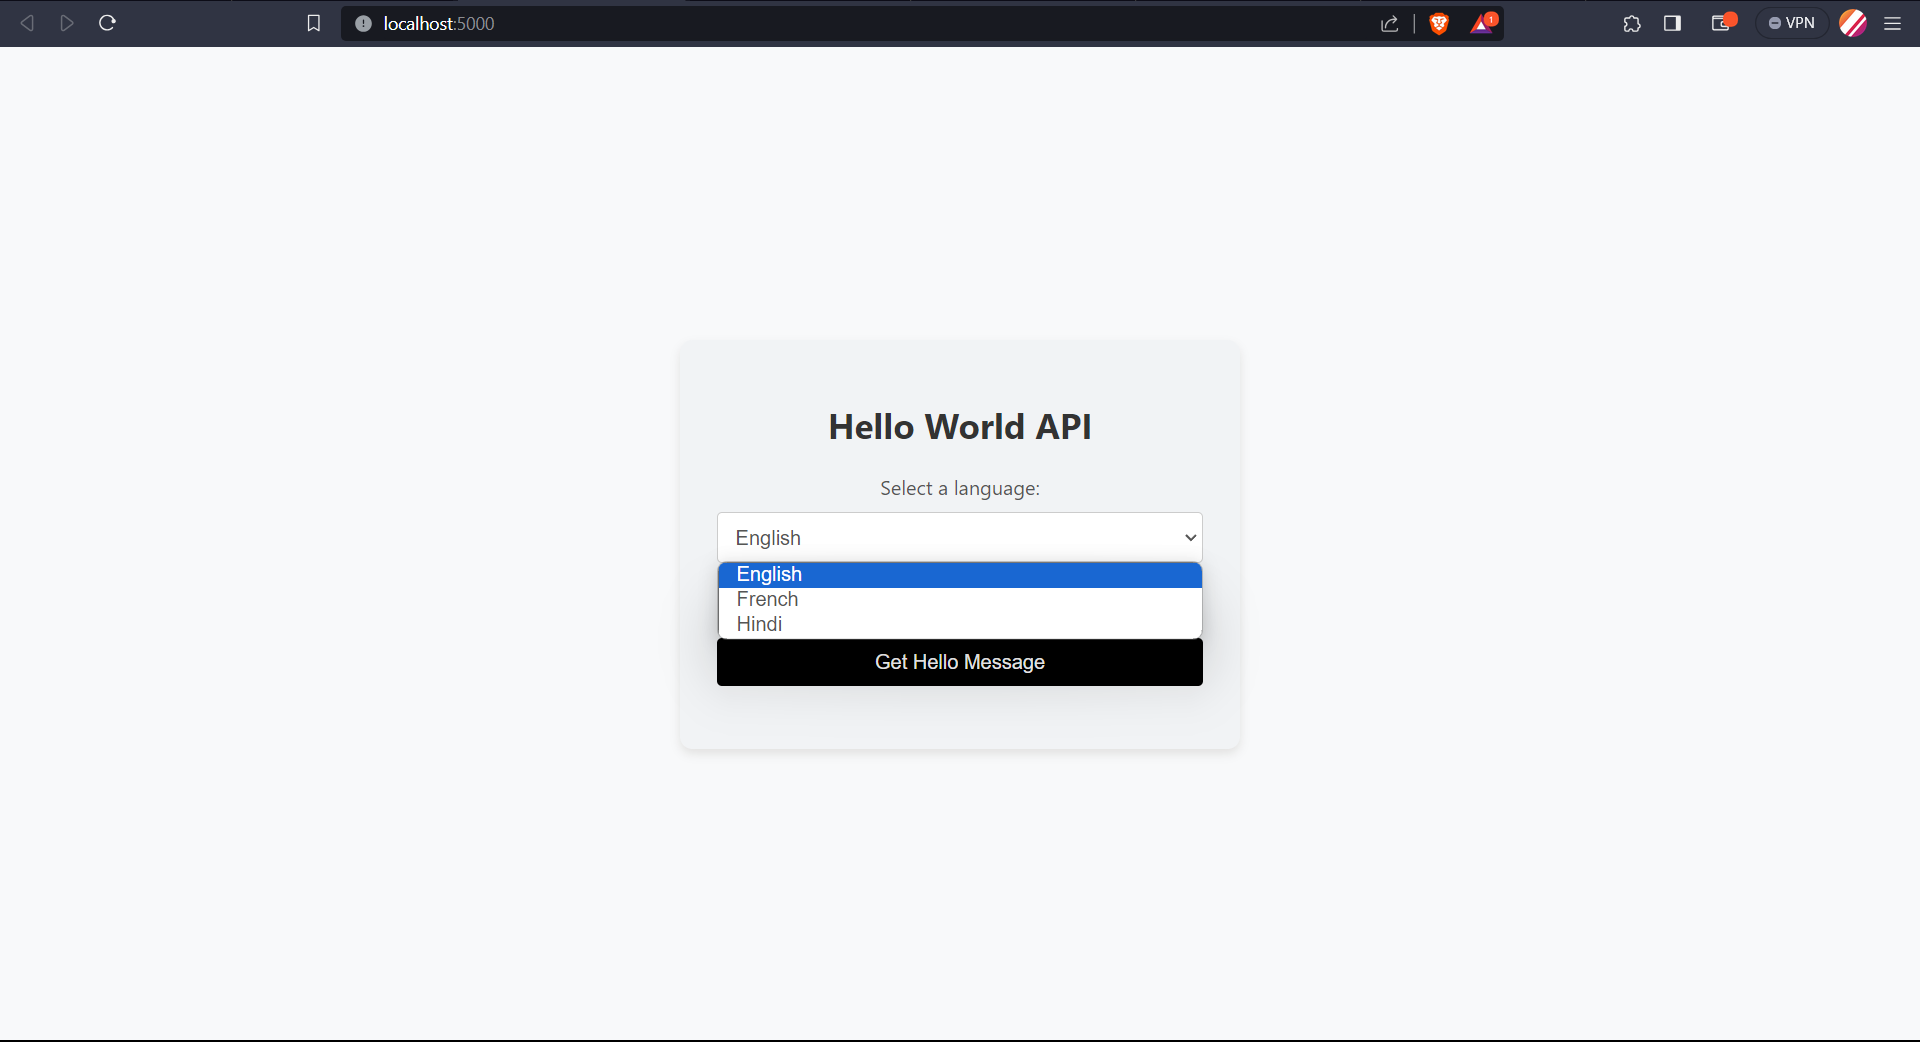 localhost:5000
1
VPN
Hello World API
Select a language:
English
English
French
Hindi
Get Hello Message